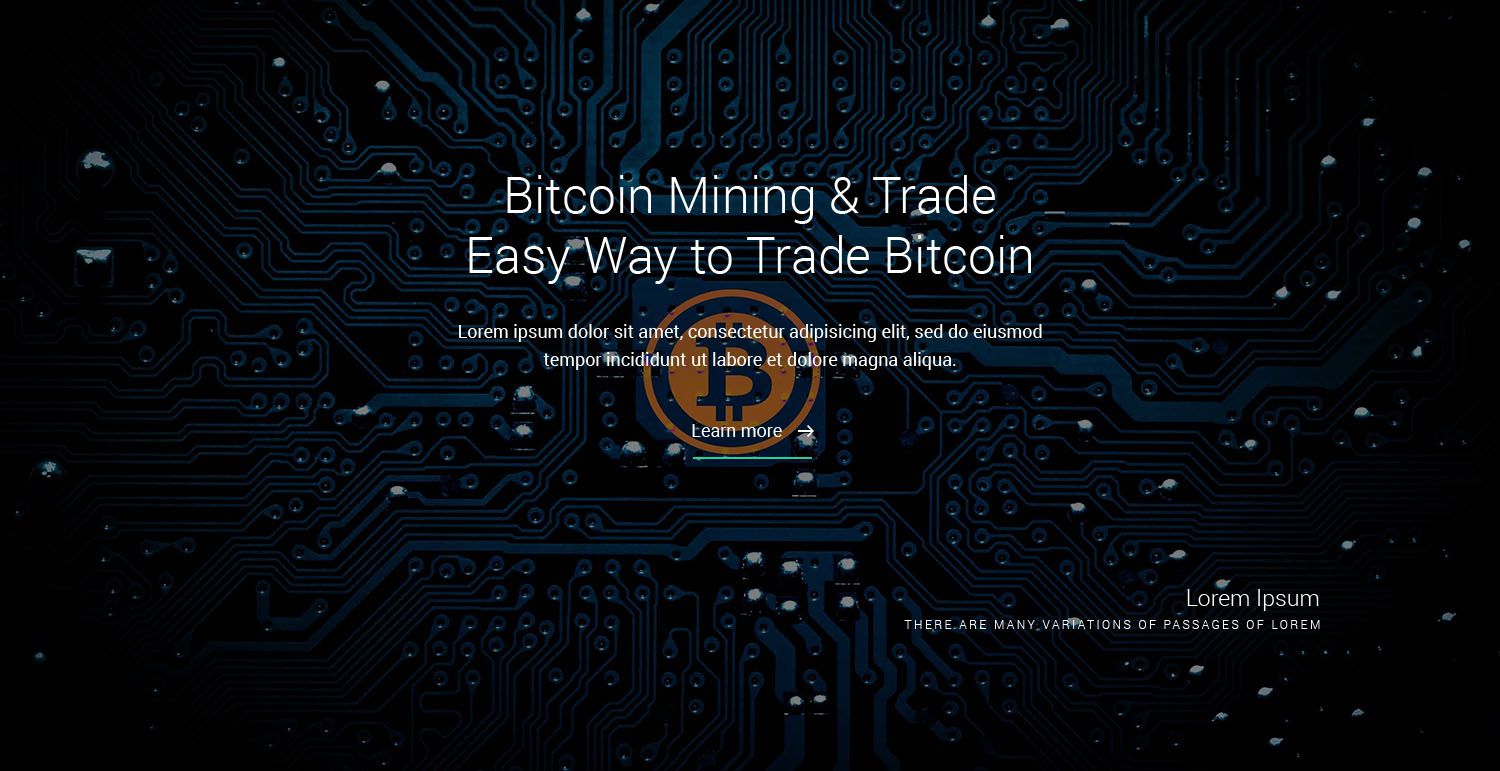 Bitcoin Mining & Trade
Easy Way to Trade Bitcoin
Lorem ipsum dolor sit amet, consectetur adipisicing elit, sed do eiusmod
tempor incididunt ut labore et dolore magna aliqua.
Learn more →
Lorem Ipsum
THERE ARE MANY VARIATIONS OF PASSAGES OF LOREM